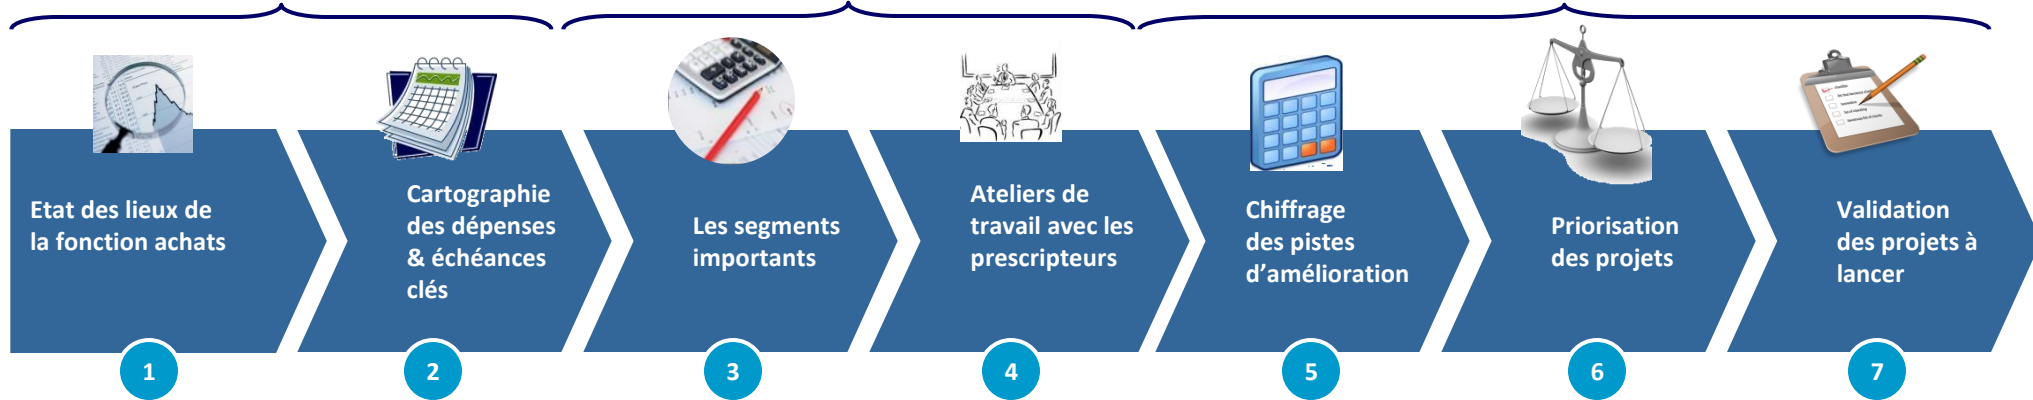 Etat des lieux de
la fonction achats
1
Cartographie
des dépenses
& échéances
clés
2
Les segments
importants
3
Ateliers de
travail avec les
prescripteurs
4
Chiffrage
des pistes
d’amélioration
5
Priorisation
des projets
6
Validation
des projets à
lancer
7